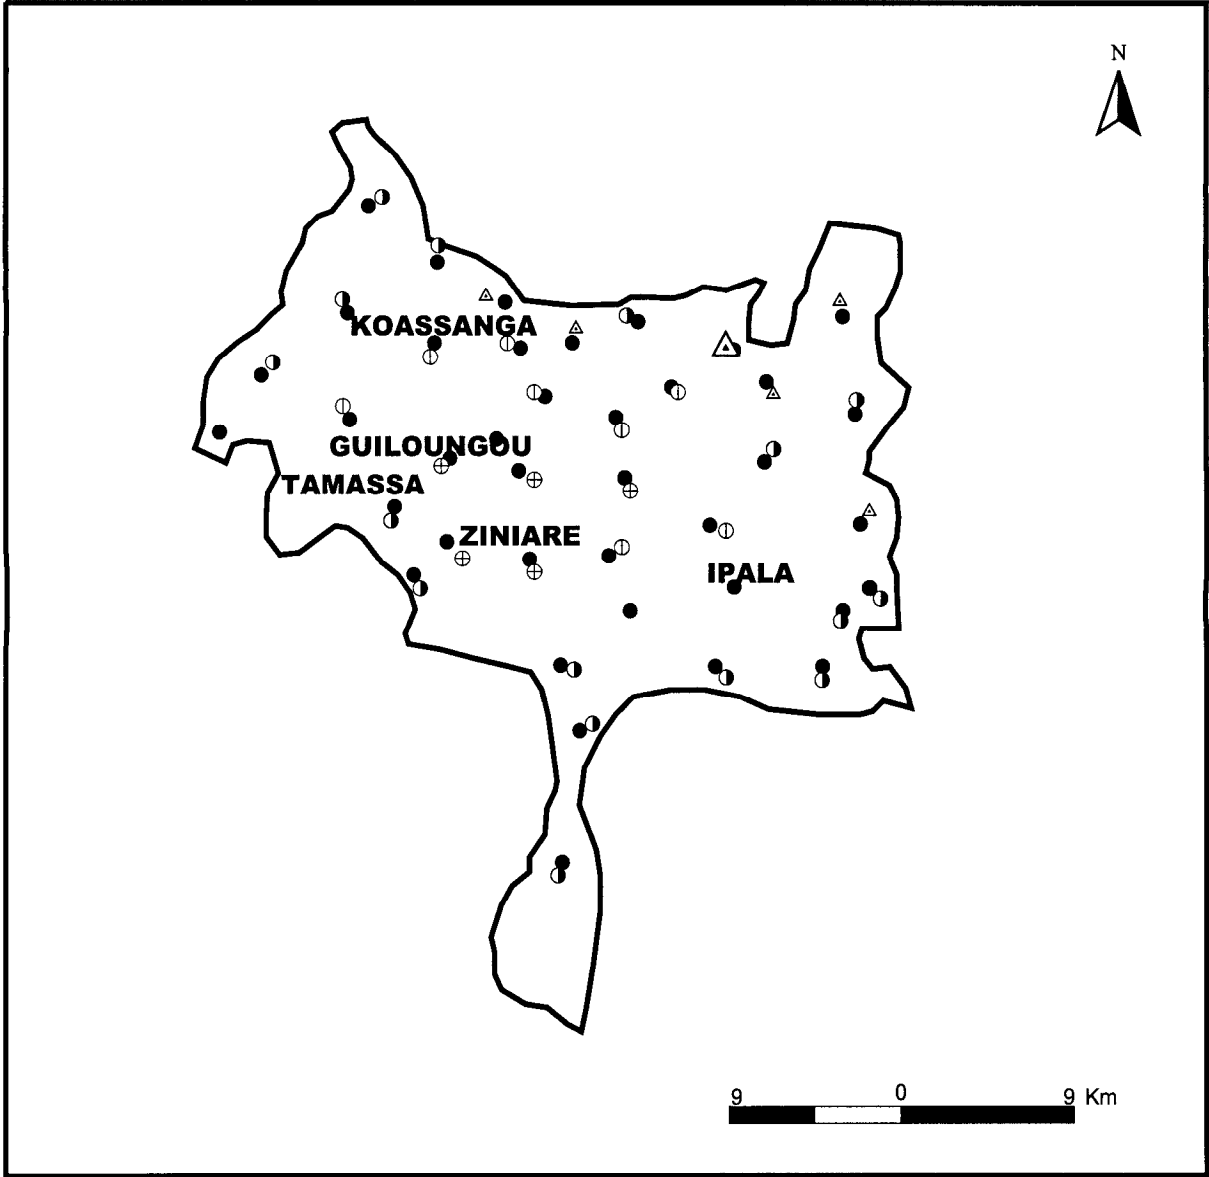 N
KOASSANGA
GUILOUNGOU
TAMASSA
ZINIARE
IPALA
9 0 9 Km